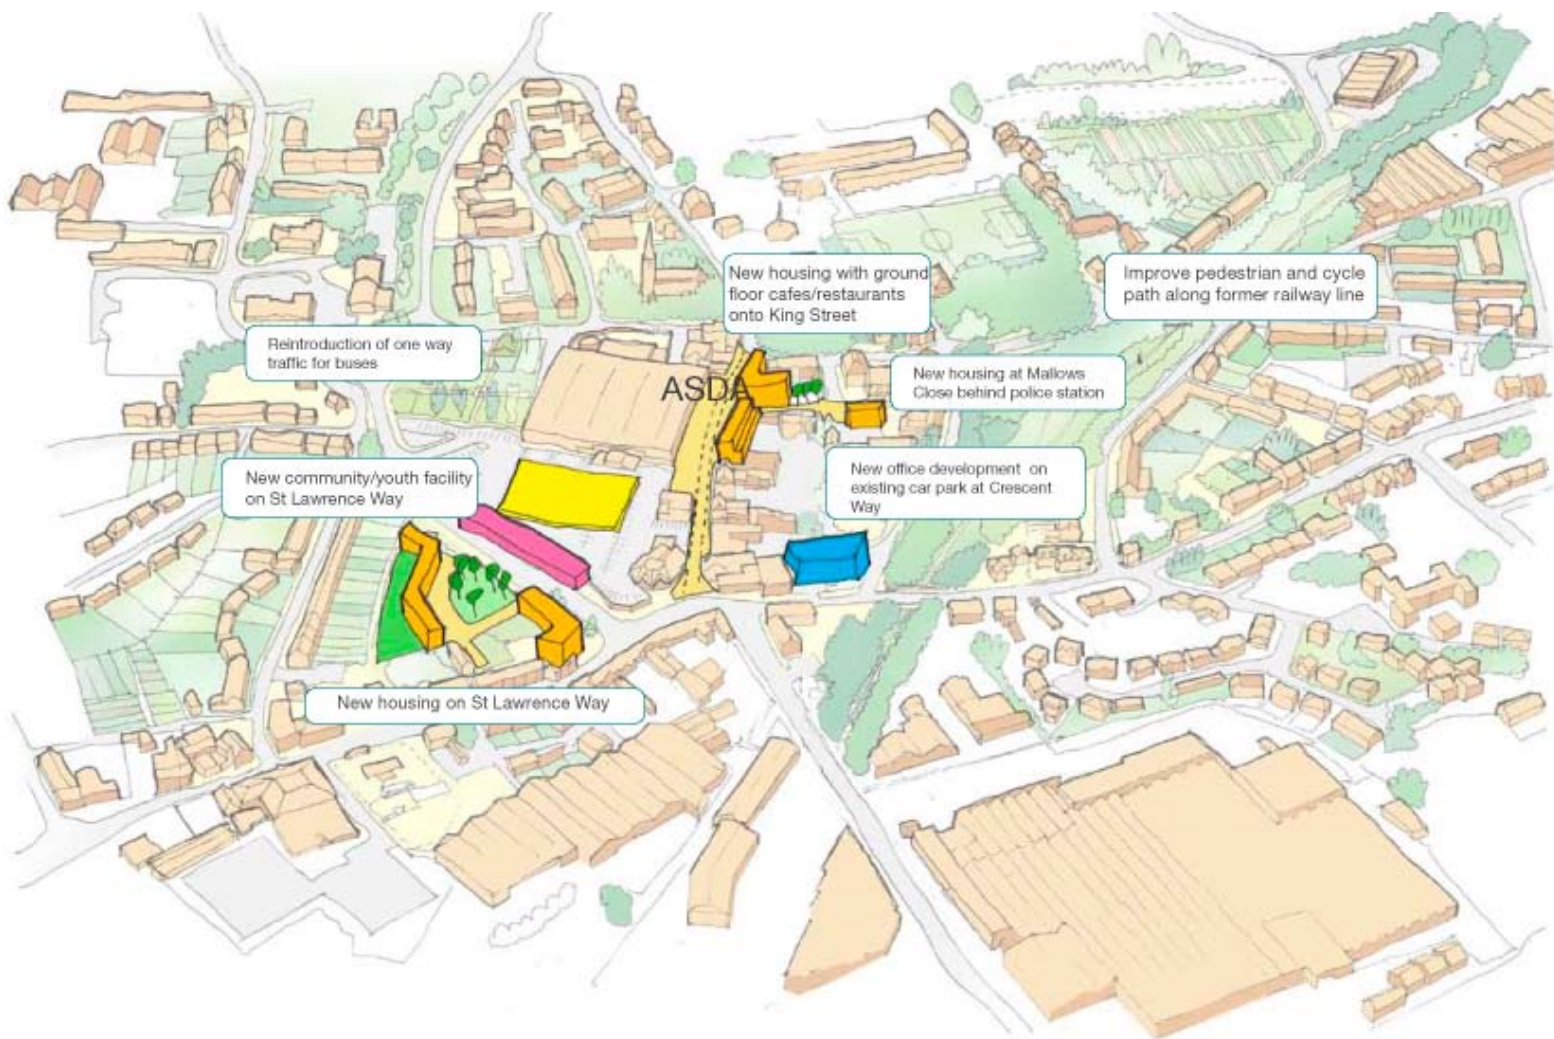 New housing with ground
floor cafes/restaurants
onto King Street
Improve pedestrian and cycle
path along former railway line
Reintroduction of one way
traffic for buses
ASDA
New housing at Mallows
Close behind police station
New community/youth facility
on St Lawrence Way
New office development on
existing car park at Crescent
Way
New housing on St Lawrence Way